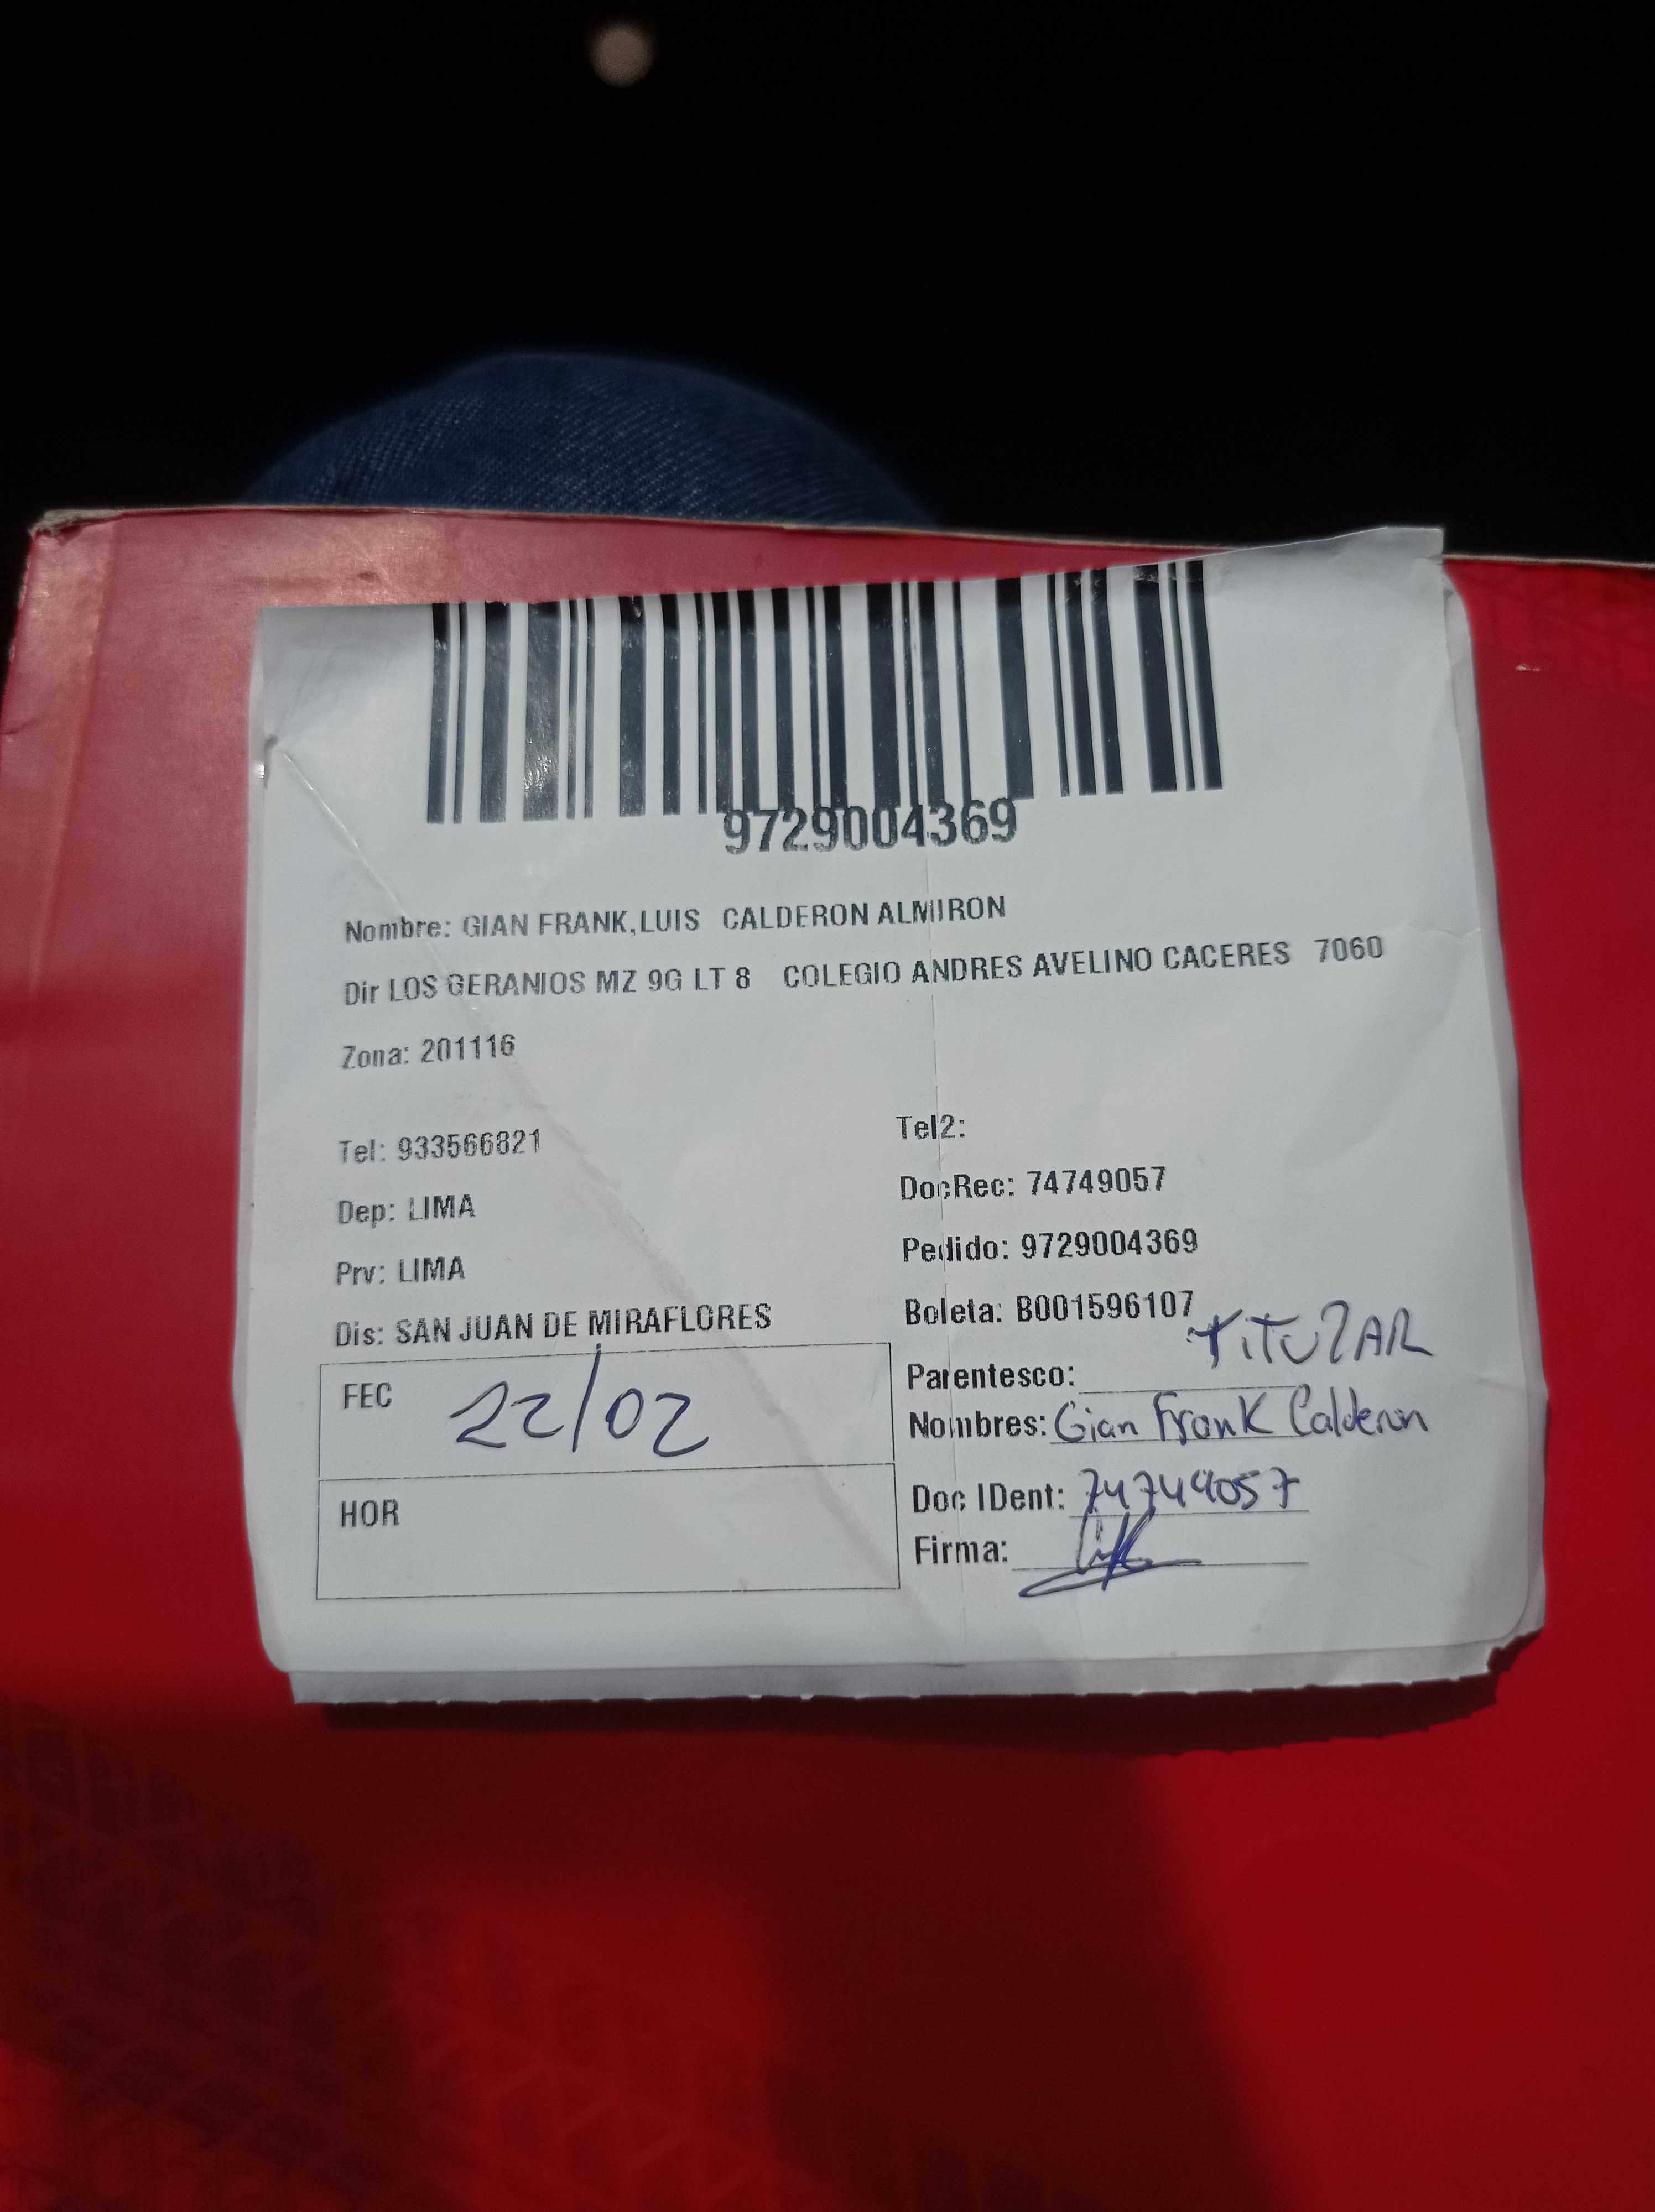 9729004369
Nombre: GIAN FRANK,LUIS CALDERON ALMIRON
Dir LOS GERANIOS MZ 9G LT 8 COLEGIO ANDRES AVELINO CACERES 7060
Zona: 201116
Tel: 933566821
Tel2:
Dep: LIMA
DocRec: 74749057
Prv: LIMA
Pedido: 9729004369
Dis: SAN JUAN DE MIRAFLORES
Boleta: B001596107
FEC 22/02
Parentesco: TITULAR
Nombres: Gian Frank Calderon
HOR
Doc IDent: 74749057
Firma: